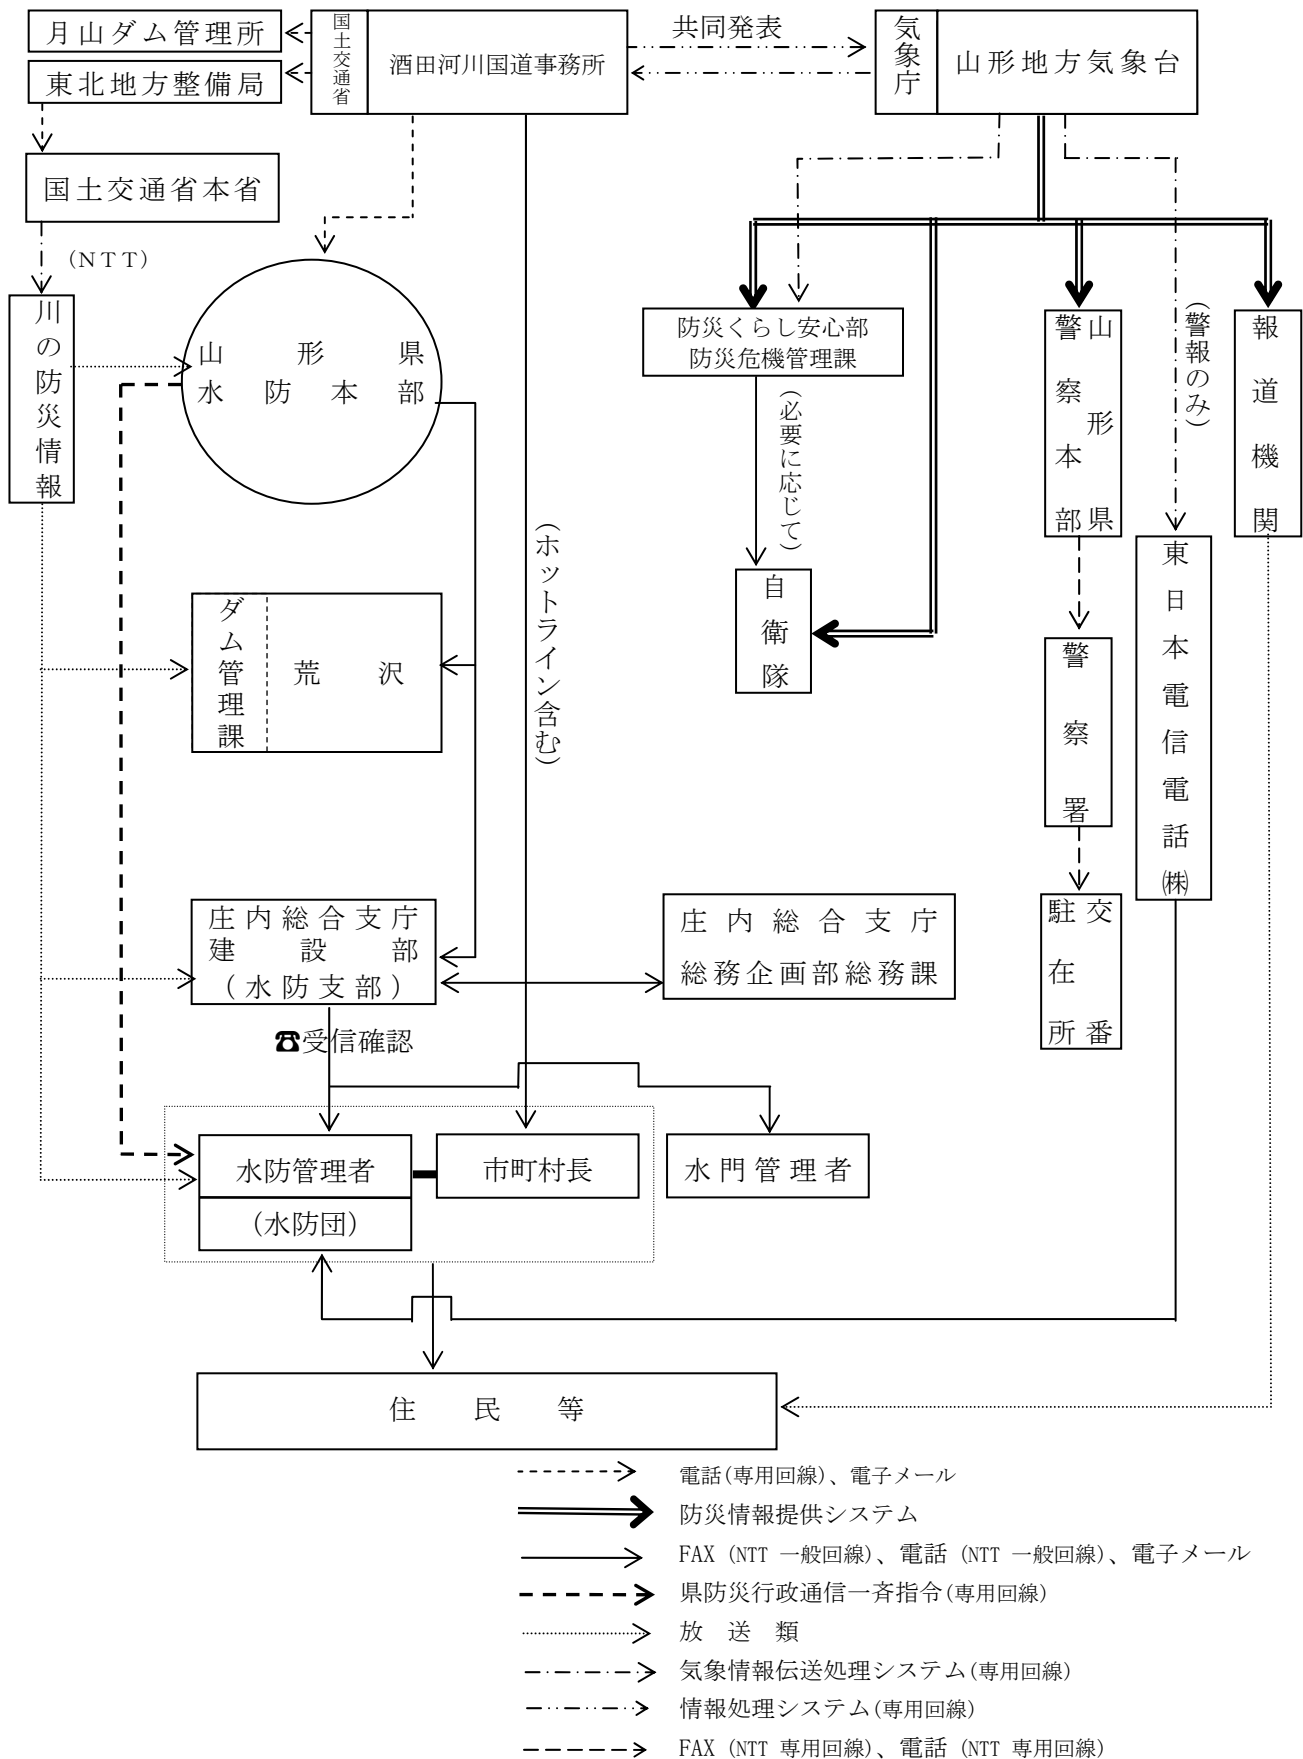 月山ダム管理所
東北地方整備局
国土交通省
酒田河川国道事務所
共同発表
気象庁
山形地方気象台
国土交通省本省
(NTT)
川の防災情報
山形県
水防本部
防災くらし安心部
防災危機管理課
(必要に応じて)
自衛隊
山形県
警察本部
(警報のみ)
報道機関
(ホットライン含む)
ダム管理課
荒沢
警察署
東日本電信電話㈱
庄内総合支庁
建設部
(水防支部)
庄内総合支庁
総務企画部総務課
交番
駐在所
☎受信確認
水防管理者
(水防団)
市町村長
水門管理者
住民等
電話(専用回線)、電子メール
防災情報提供システム
FAX (NTT 一般回線)、電話 (NTT 一般回線)、電子メール
県防災行政通信一斉指令(専用回線)
放送類
気象情報伝送処理システム(専用回線)
情報処理システム(専用回線)
FAX (NTT 専用回線)、電話 (NTT 専用回線)